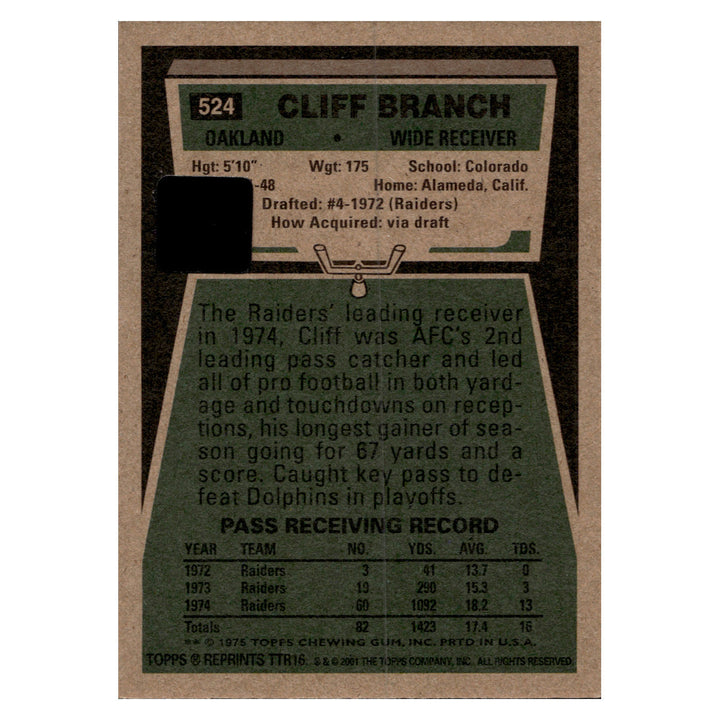 524 CLIFF BRANCH
OAKLAND • WIDE RECEIVER
Hgt: 5'10" Wgt: 175 School: Colorado
-48 Home: Alameda, Calif.
Drafted: #4-1972 (Raiders)
How Acquired: via draft
The Raiders' leading receiver
in 1974, Cliff was AFC's 2nd
leading pass catcher and led
all of pro football in both yard-
age and touchdowns on recep-
tions, his longest gainer of sea-
son going for 67 yards and a
score. Caught key pass to de-
feat Dolphins in playoffs.
PASS RECEIVING RECORD
YEAR TEAM NO. YDS. AVG. TDS.
1972 Raiders 3 41 13.7 0
1973 Raiders 19 290 15.3 3
1974 Raiders 60 1092 18.2 13
Totals 82 1423 17.4 16
** © 1975 TOPPS CHEWING GUM, INC. PRTD IN U.S.A.
TOPPS ® REPRINTS TTR16. ® & © 2001 THE TOPPS COMPANY, INC. ALL RIGHTS RESERVED.